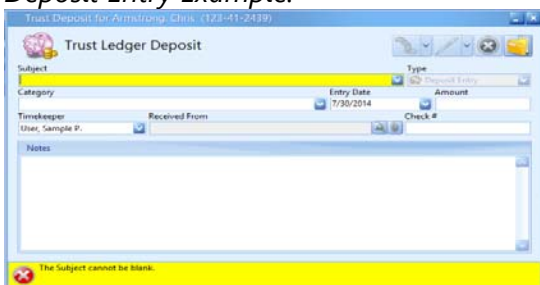 Deposit Entry Example:
Trust Deposit for Armstrong, Chris (123-41-2439)
Trust Ledger Deposit
Subject Type
Deposit Entry
Category Entry Date Amount
7/30/2014
Timekeeper Received From Check #
User, Sample P.
Notes
The Subject cannot be blank.